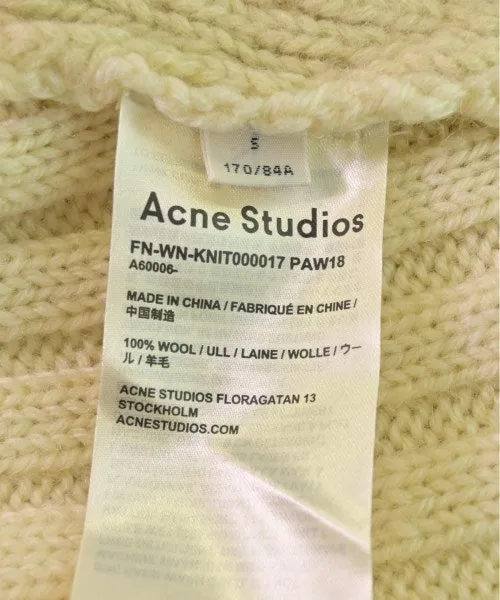 S
170/84A
Acne Studios
FN-WN-KNIT000017 PAW18
A60006-
MADE IN CHINA / FABRIQUÉ EN CHINE /
中国制造
100% WOOL / ULL / LAINE / WOLLE / ウー
ル / 羊毛
ACNE STUDIOS FLORAGATAN 13
STOCKHOLM
ACNESTUDIOS.COM